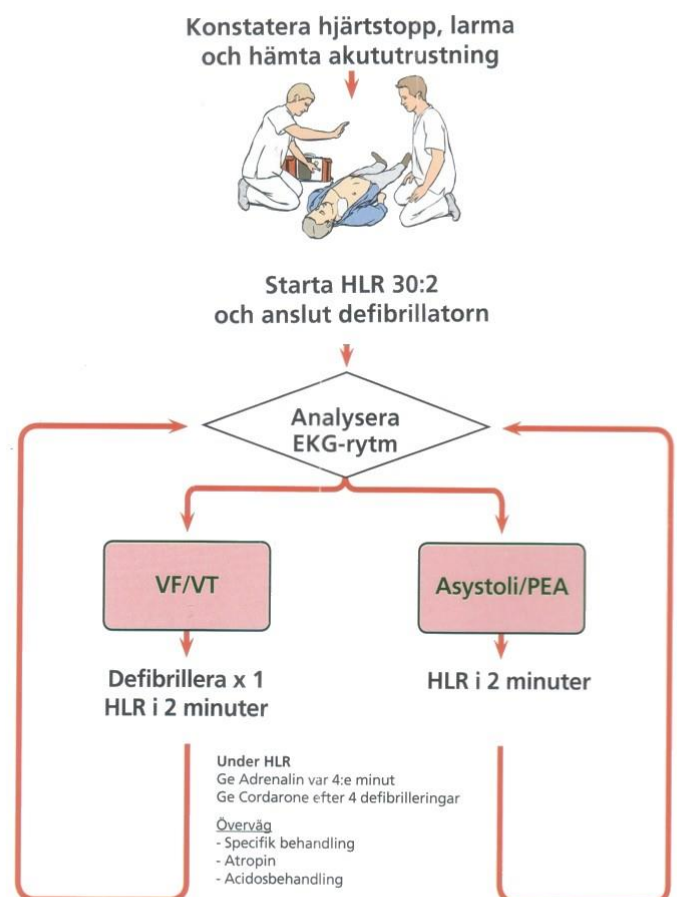 Konstatera hjärtstopp, larma
och hämta akututrustning
Starta HLR 30:2
och anslut defibrillatorn
Analysera
EKG-rytm
VF/VT
Asystoli/PEA
Defibrillera x 1
HLR i 2 minuter
HLR i 2 minuter
Under HLR
Ge Adrenalin var 4:e minut
Ge Cordarone efter 4 defibrilleringar
Överväg
- Specifik behandling
- Atropin
- Acidosbehandling